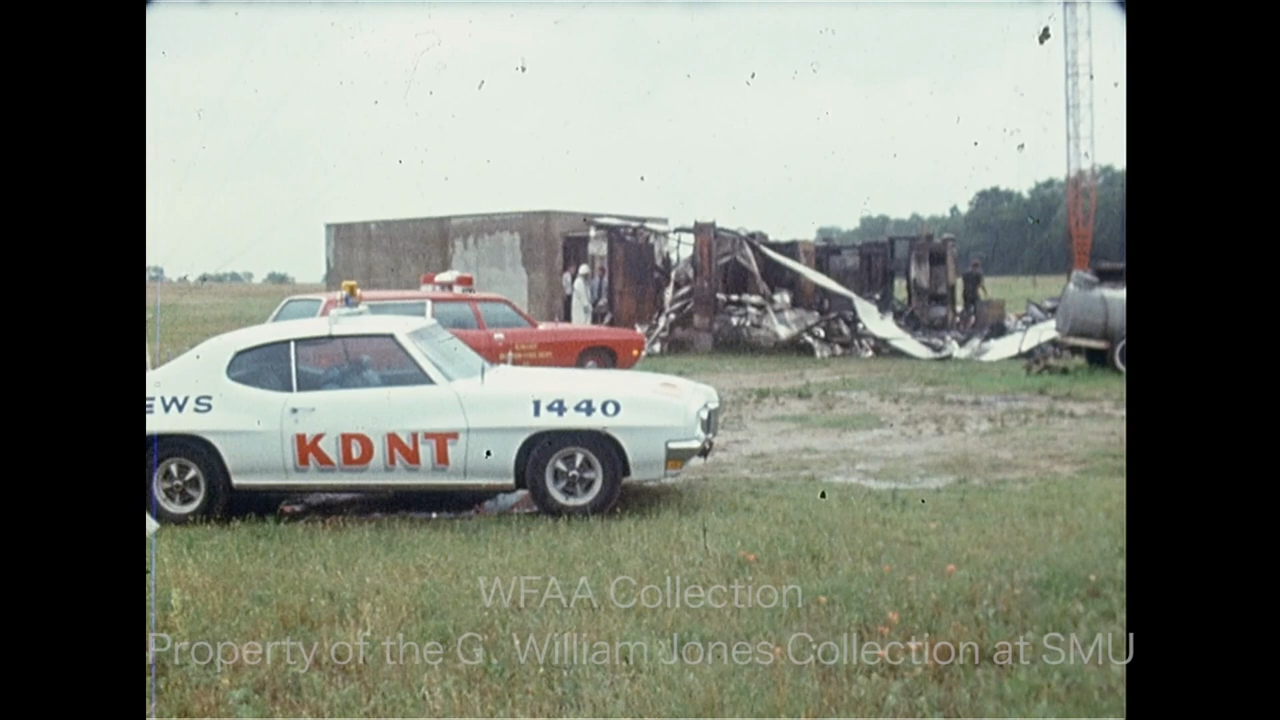 EWS
1440
KDNT
WFAA Collection
Property of the G. William Jones Collection at SMU